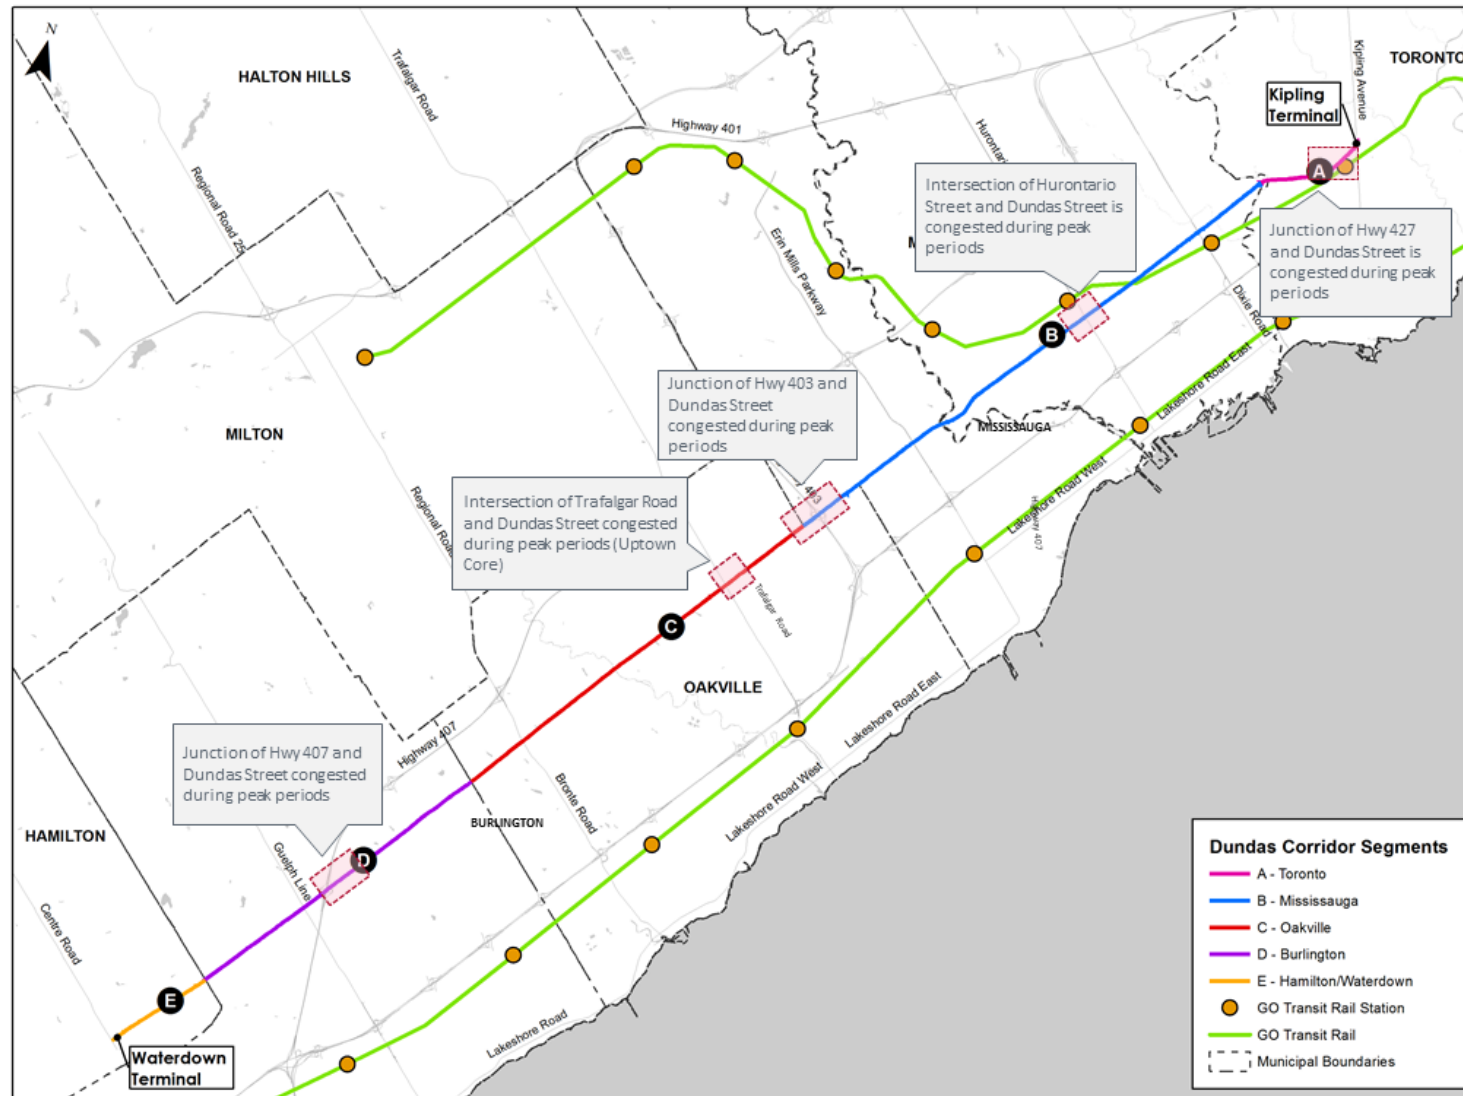 N
HALTON HILLS
Trafalgar Road
Kipling Avenue
TORONTO
Kipling
Terminal
Highway 401
Regional Road 25
Intersection of Hurontario
Street and Dundas Street is
congested during peak
periods
A
Junction of Hwy 427
and Dundas Street is
congested during peak
periods
Erin Mills Parkway
Dixie Road
B
Lakeshore Road East
Junction of Hwy 403 and
Dundas Street
congested during peak
periods
MISSISSAUGA
MILTON
Lakeshore Road West
Highway 407
403
Intersection of Trafalgar Road
and Dundas Street congested
during peak periods (Uptown
Core)
Regional Road
Trafalgar Road
C
OAKVILLE
Lakeshore Road East
Highway 407
Junction of Hwy 407 and
Dundas Street congested
during peak periods
Bronte Road
Lakeshore Road West
BURLINGTON
HAMILTON
D
Guelph Line
Centre Road
E
Waterdown
Terminal
Lakeshore Road
Dundas Corridor Segments
A - Toronto
B - Mississauga
C - Oakville
D - Burlington
E - Hamilton/Waterdown
GO Transit Rail Station
GO Transit Rail
Municipal Boundaries